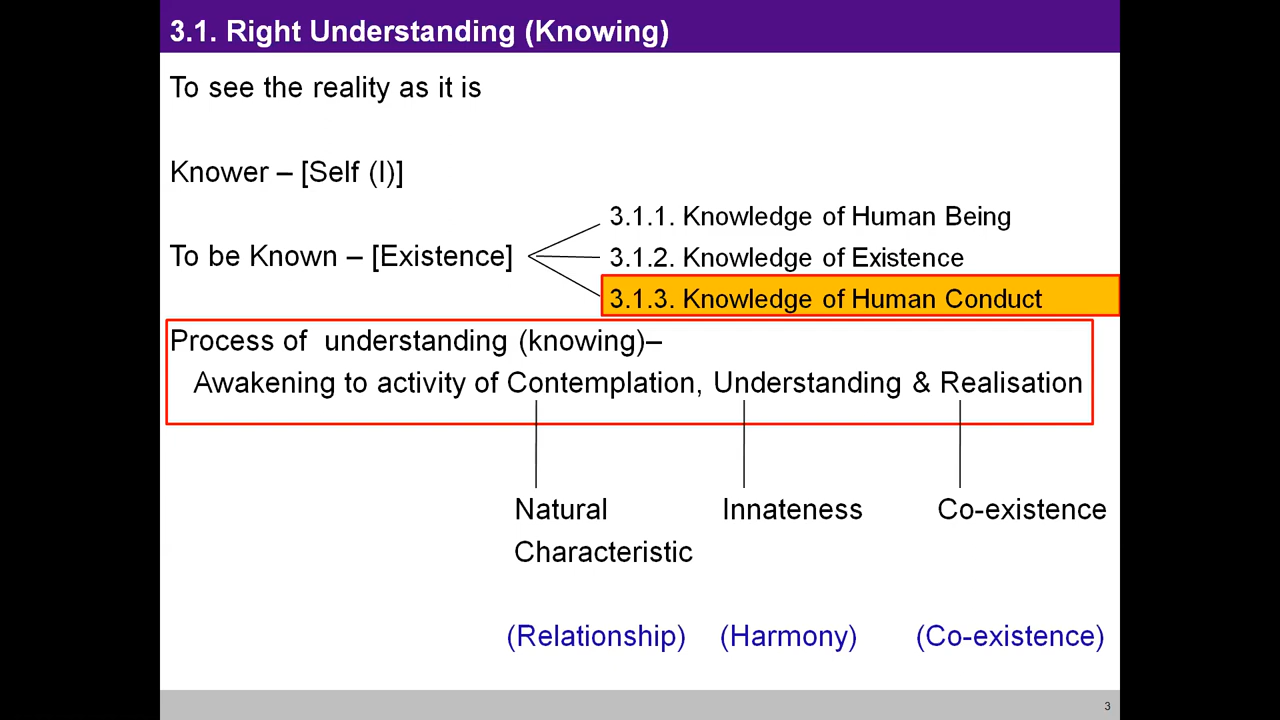 3.1. Right Understanding (Knowing)
To see the reality as it is
Knower – [Self (I)]
3.1.1. Knowledge of Human Being
To be Known – [Existence]
3.1.2. Knowledge of Existence
3.1.3. Knowledge of Human Conduct
Process of understanding (knowing)–
Awakening to activity of Contemplation, Understanding & Realisation
Natural Characteristic
Innateness
Co-existence
(Relationship) (Harmony) (Co-existence)
3